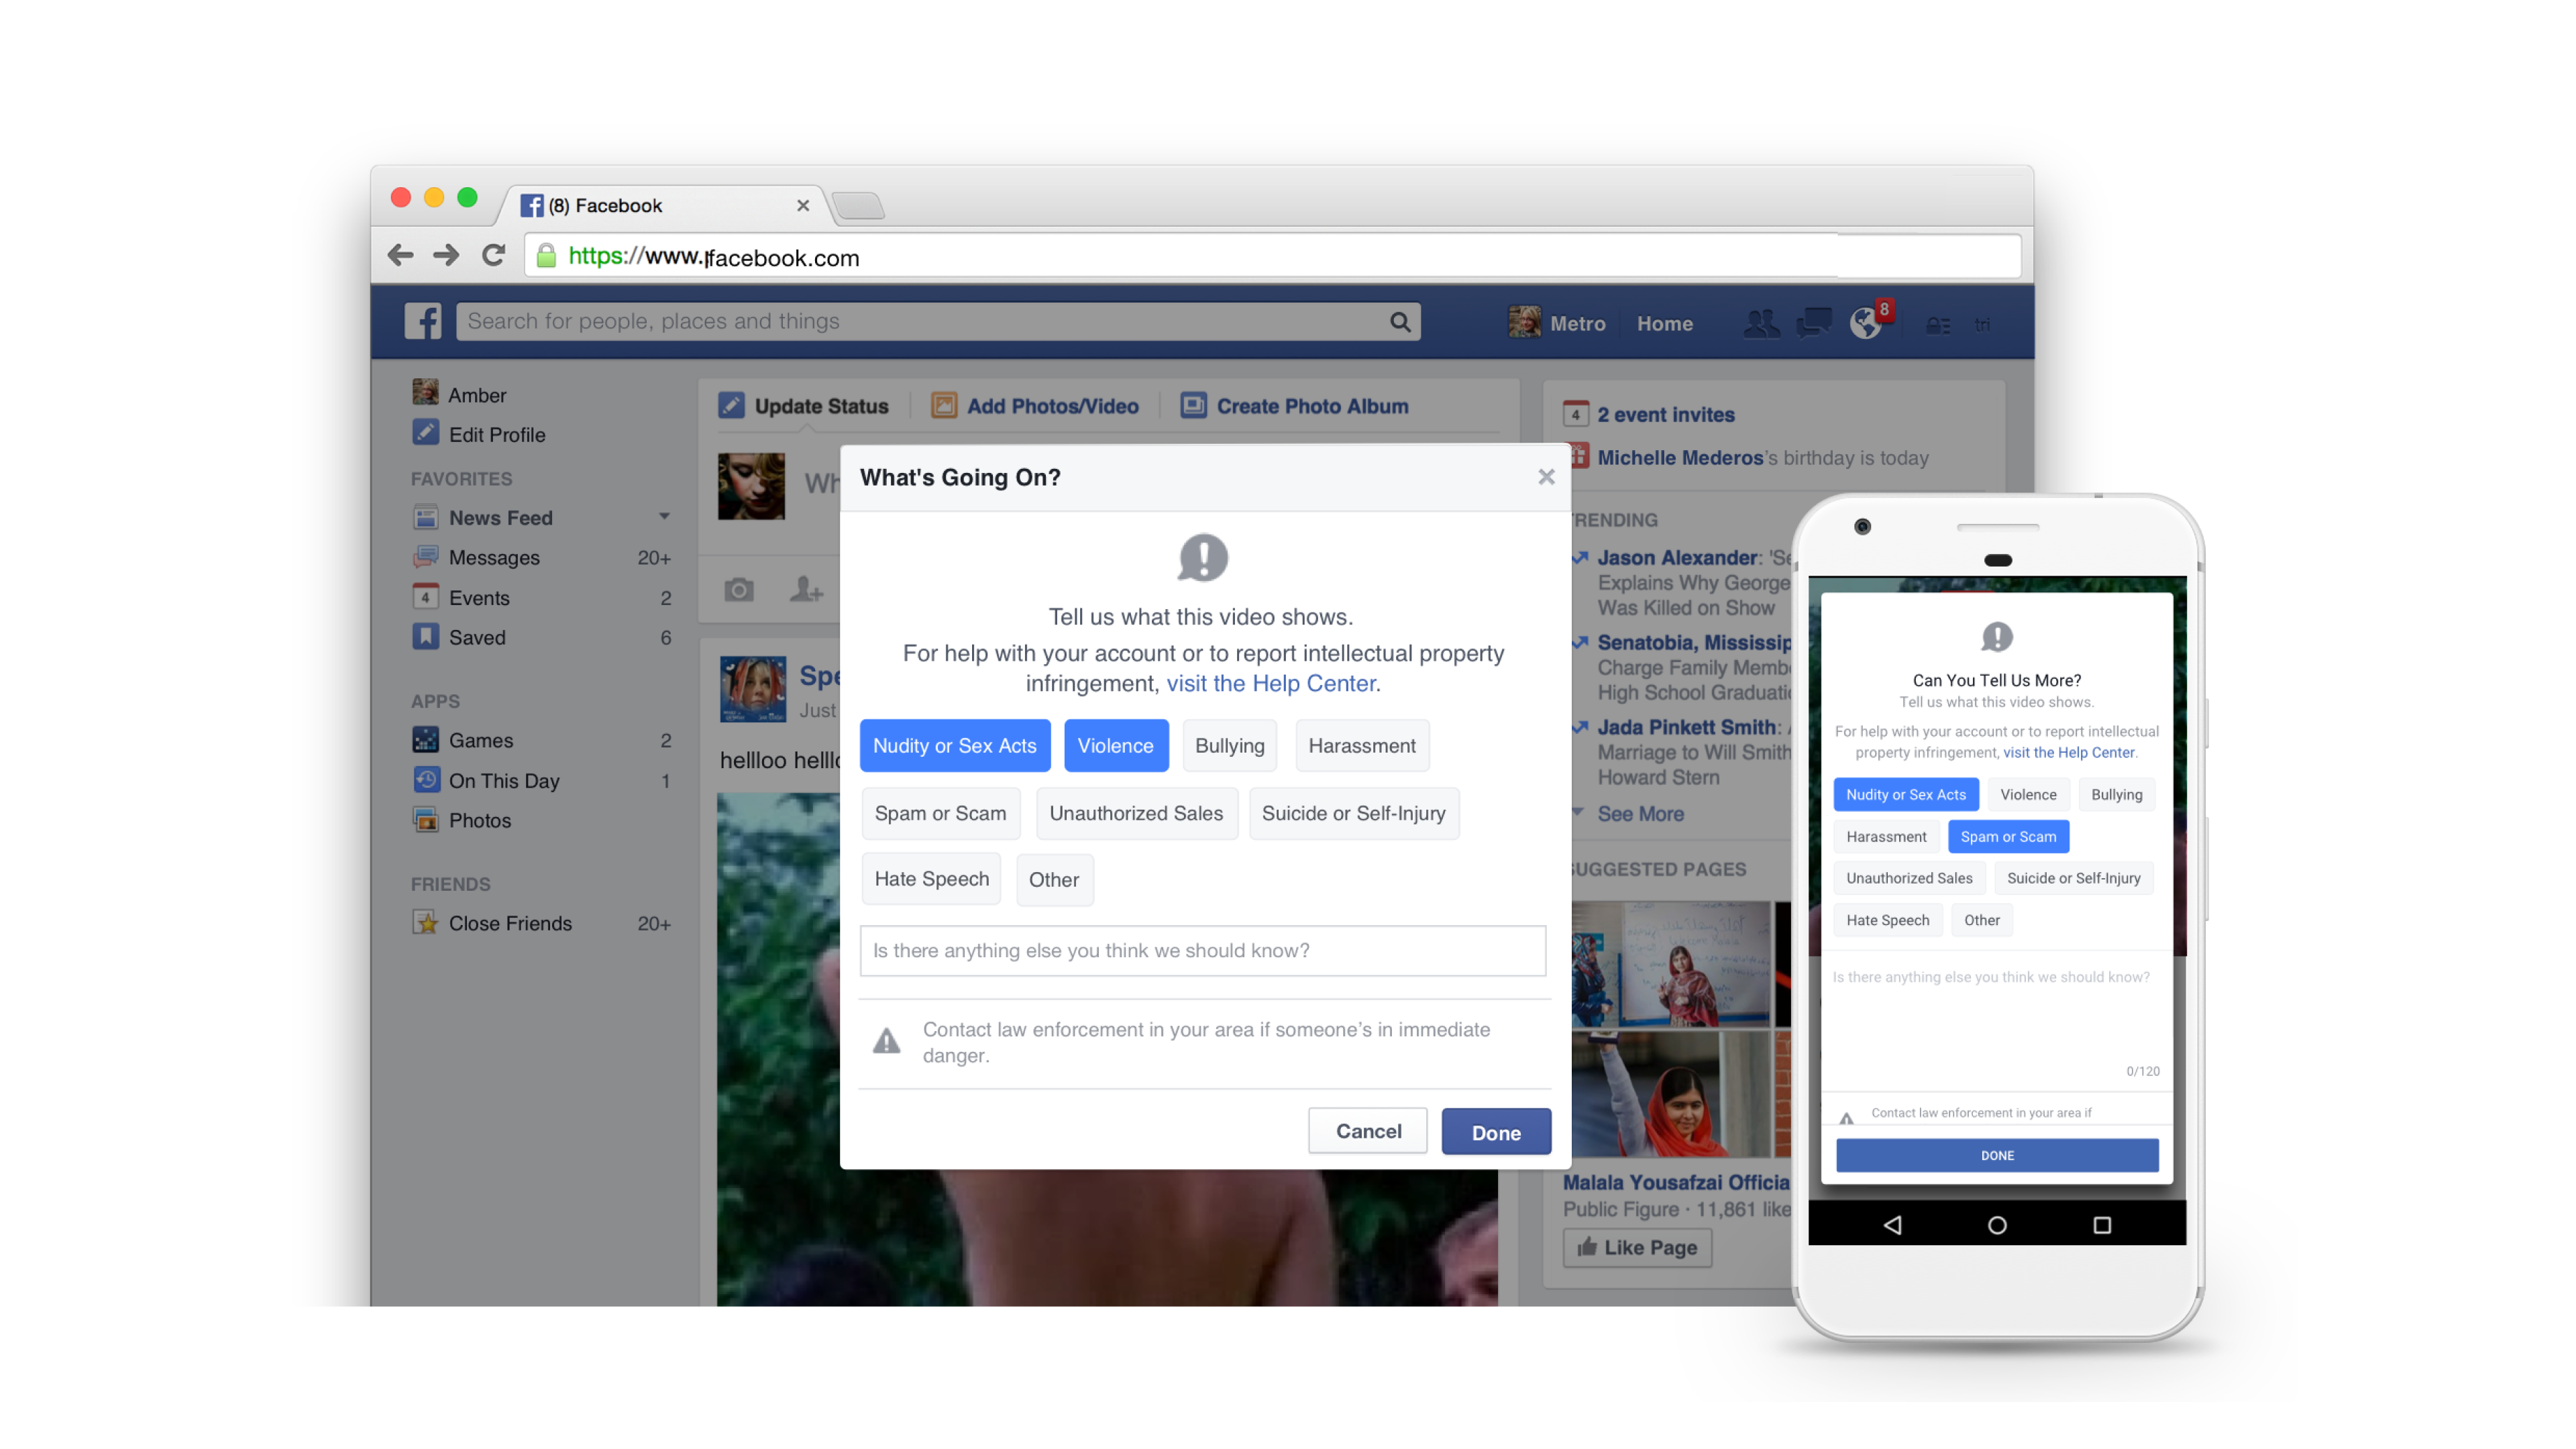 (8) Facebook
https://www.facebook.com
Search for people, places and things
Metro
Home
8
Amber
Edit Profile
FAVORITES
News Feed
Messages 20+
4 Events 2
Saved 6
APPS
Games 2
On This Day 1
Photos
FRIENDS
Close Friends 20+
Update Status
Add Photos/Video
Create Photo Album
Just
hellloo
What's Going On?
Tell us what this video shows.
For help with your account or to report intellectual property
infringement, visit the Help Center.
Nudity or Sex Acts Violence Bullying Harassment
Spam or Scam Unauthorized Sales Suicide or Self-Injury
Hate Speech Other
Is there anything else you think we should know?
Contact law enforcement in your area if someone’s in immediate
danger.
Cancel Done
4 2 event invites
Michelle Mederos's birthday is today
TRENDING
Jason Alexander: 'Se
Explains Why George
Was Killed on Show
Senatobia, Mississip
Charge Family Memb
High School Graduati
Jada Pinkett Smith:
Marriage to Will Smith
Howard Stern
See More
SUGGESTED PAGES
Malala Yousafzai Officia
Public Figure · 11,861 like
Like Page
Can You Tell Us More?
Tell us what this video shows.
For help with your account or to report intellectual
property infringement, visit the Help Center.
Nudity or Sex Acts Violence Bullying
Harassment Spam or Scam
Unauthorized Sales Suicide or Self-Injury
Hate Speech Other
Is there anything else you think we should know?
0/120
Contact law enforcement in your area if
DONE